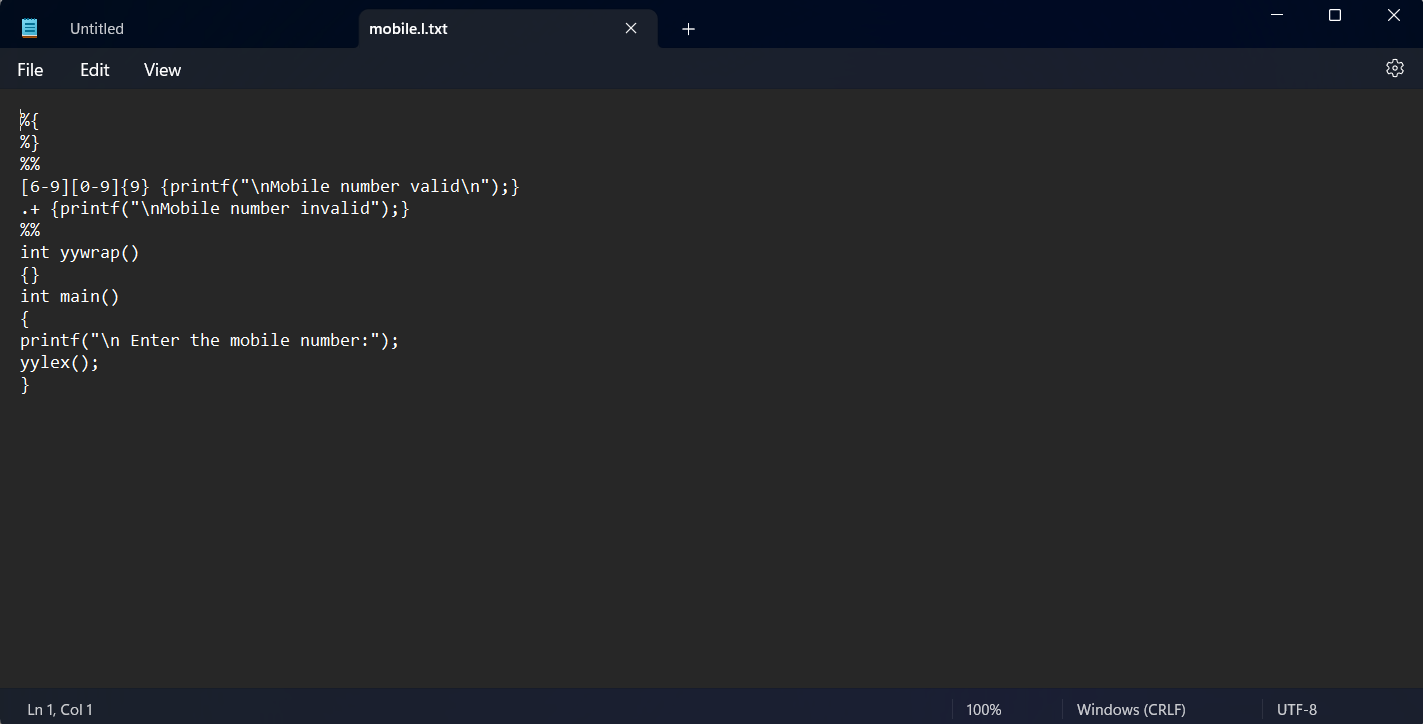 Untitled
mobile.l.txt
File Edit View
%{
%}
%%
[6-9][0-9]{9} {printf("\nMobile number valid\n");}
.+ {printf("\nMobile number invalid");}
%%
int yywrap()
{}
int main()
{
printf("\n Enter the mobile number:");
yylex();
}
Ln 1, Col 1 100% Windows (CRLF) UTF-8